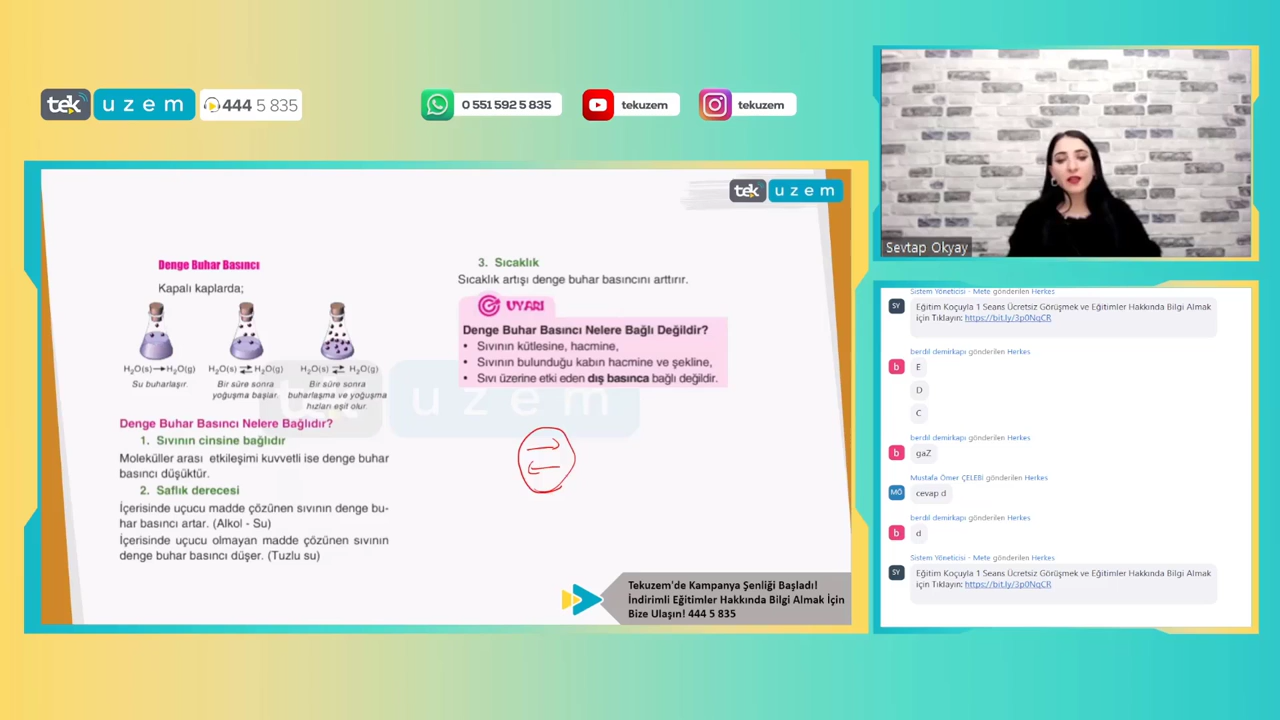 tek uzem 444 5 835
0 551 592 5 835
tekuzem
tekuzem
tek uzem
Denge Buhar Basıncı
Kapalı kaplarda;
H₂O(s) → H₂O(g)
Su buharlaşır.
H₂O(s) ⇄ H₂O(g)
Bir süre sonra
yoğuşma başlar.
H₂O(s) ⇄ H₂O(g)
Bir süre sonra
buharlaşma ve yoğuşma
hızları eşit olur.
Denge Buhar Basıncı Nelere Bağlıdır?
1. Sıvının cinsine bağlıdır
Moleküller arası etkileşimi kuvvetli ise denge buhar
basıncı düşüktür.
2. Saflık derecesi
İçerisinde uçucu madde çözünen sıvının denge bu-
har basıncı artar. (Alkol - Su)
İçerisinde uçucu olmayan madde çözünen sıvının
denge buhar basıncı düşer. (Tuzlu su)
3. Sıcaklık
Sıcaklık artışı denge buhar basıncını arttırır.
UYARI
Denge Buhar Basıncı Nelere Bağlı Değildir?
• Sıvının kütlesine, hacmine,
• Sıvının bulunduğu kabın hacmine ve şekline,
• Sıvı üzerine etki eden dış basınca bağlı değildir.
tek uzem
Tekuzem'de Kampanya Şenliği Başladı!
İndirimli Eğitimler Hakkında Bilgi Almak İçin
Bize Ulaşın! 444 5 835
Sevtap Okyay
Sistem Yöneticisi - Mete gönderilen Herkes
SY
Eğitim Koçuyla 1 Seans Ücretsiz Görüşmek ve Eğitimler Hakkında Bilgi Almak
için Tıklayın: https://bit.ly/3p0NqCR
berdil demirkapı gönderilen Herkes
b
E
D
C
berdil demirkapı gönderilen Herkes
b
gaZ
Mustafa Ömer ÇELEBİ gönderilen Herkes
MÖ
cevap d
berdil demirkapı gönderilen Herkes
b
d
Sistem Yöneticisi - Mete gönderilen Herkes
SY
Eğitim Koçuyla 1 Seans Ücretsiz Görüşmek ve Eğitimler Hakkında Bilgi Almak
için Tıklayın: https://bit.ly/3p0NqCR